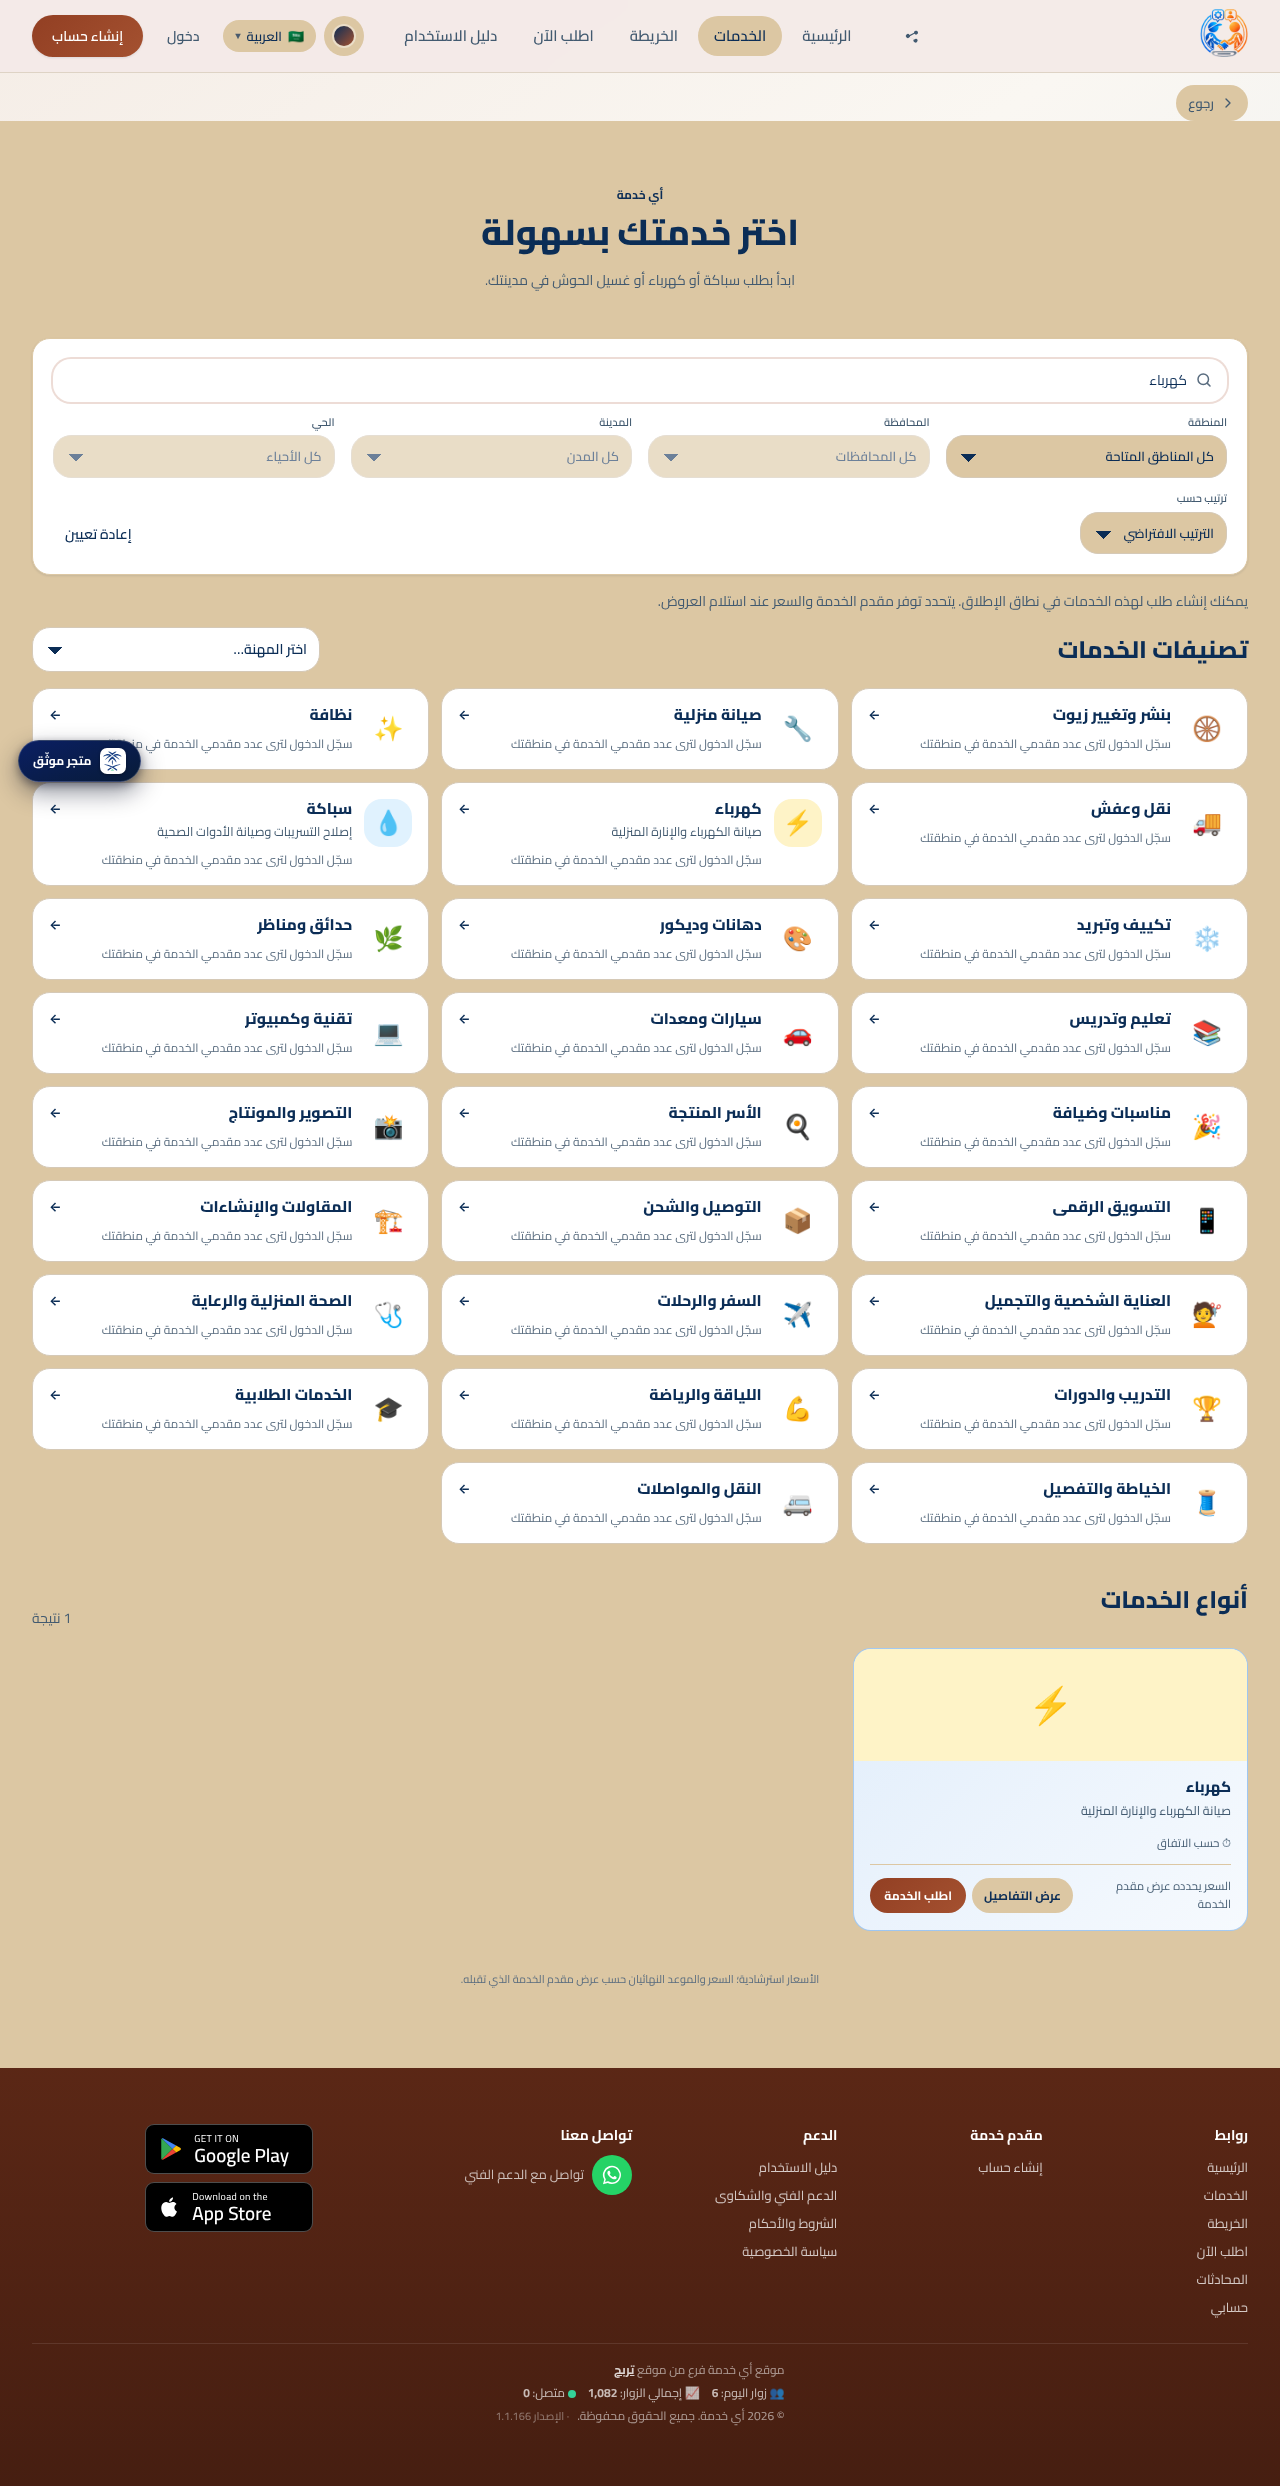 الرئيسية
الخدمات
الخريطة
اطلب الآن
دليل الاستخدام
العربية
دخول
إنشاء حساب
رجوع
أي خدمة
اختر خدمتك بسهولة
ابدأ بطلب سباكة أو كهرباء أو غسيل الحوش في مدينتك.
كهرباء
المنطقة
المحافظة
المدينة
الحي
كل المناطق المتاحة
كل المحافظات
كل المدن
كل الأحياء
ترتيب حسب
الترتيب الافتراضي
إعادة تعيين
يمكنك إنشاء طلب لهذه الخدمات في نطاق الإطلاق. يتحدد توفر مقدم الخدمة والسعر عند استلام العروض.
تصنيفات الخدمات
اختر المهنة...
بنشر وتغيير زيوت
سجّل الدخول لترى عدد مقدمي الخدمة في منطقتك
صيانة منزلية
سجّل الدخول لترى عدد مقدمي الخدمة في منطقتك
نظافة
سجّل الدخول لترى عدد مقدمي الخدمة في
متجر موثّق
نقل وعفش
سجّل الدخول لترى عدد مقدمي الخدمة في منطقتك
كهرباء
صيانة الكهرباء والإنارة المنزلية
سجّل الدخول لترى عدد مقدمي الخدمة في منطقتك
سباكة
إصلاح التسريبات وصيانة الأدوات الصحية
سجّل الدخول لترى عدد مقدمي الخدمة في منطقتك
تكييف وتبريد
سجّل الدخول لترى عدد مقدمي الخدمة في منطقتك
دهانات وديكور
سجّل الدخول لترى عدد مقدمي الخدمة في منطقتك
حدائق ومناظر
سجّل الدخول لترى عدد مقدمي الخدمة في منطقتك
تعليم وتدريس
سجّل الدخول لترى عدد مقدمي الخدمة في منطقتك
سيارات ومعدات
سجّل الدخول لترى عدد مقدمي الخدمة في منطقتك
تقنية وكمبيوتر
سجّل الدخول لترى عدد مقدمي الخدمة في منطقتك
مناسبات وضيافة
سجّل الدخول لترى عدد مقدمي الخدمة في منطقتك
الأسر المنتجة
سجّل الدخول لترى عدد مقدمي الخدمة في منطقتك
التصوير والمونتاج
سجّل الدخول لترى عدد مقدمي الخدمة في منطقتك
التسويق الرقمي
سجّل الدخول لترى عدد مقدمي الخدمة في منطقتك
التوصيل والشحن
سجّل الدخول لترى عدد مقدمي الخدمة في منطقتك
المقاولات والإنشاءات
سجّل الدخول لترى عدد مقدمي الخدمة في منطقتك
العناية الشخصية والتجميل
سجّل الدخول لترى عدد مقدمي الخدمة في منطقتك
السفر والرحلات
سجّل الدخول لترى عدد مقدمي الخدمة في منطقتك
الصحة المنزلية والرعاية
سجّل الدخول لترى عدد مقدمي الخدمة في منطقتك
التدريب والدورات
سجّل الدخول لترى عدد مقدمي الخدمة في منطقتك
اللياقة والرياضة
سجّل الدخول لترى عدد مقدمي الخدمة في منطقتك
الخدمات الطلابية
سجّل الدخول لترى عدد مقدمي الخدمة في منطقتك
الخياطة والتفصيل
سجّل الدخول لترى عدد مقدمي الخدمة في منطقتك
النقل والمواصلات
سجّل الدخول لترى عدد مقدمي الخدمة في منطقتك
أنواع الخدمات
1 نتيجة
كهرباء
صيانة الكهرباء والإنارة المنزلية
⏱ حسب الاتفاق
السعر يحدده عرض مقدم
الخدمة
عرض التفاصيل
اطلب الخدمة
الأسعار استرشادية؛ السعر والموعد النهائيان حسب عرض مقدم الخدمة الذي تقبله.
روابط
الرئيسية
الخدمات
الخريطة
اطلب الآن
المحادثات
حسابي
مقدم خدمة
إنشاء حساب
الدعم
دليل الاستخدام
الدعم الفني والشكاوى
الشروط والأحكام
سياسة الخصوصية
تواصل معنا
تواصل مع الدعم الفني
GET IT ON
Google Play
Download on the
App Store
موقع أي خدمة فرع من موقع تربح
👥 زوار اليوم: 6 📈 إجمالي الزوار: 1,082 متصل: 0
© 2026 أي خدمة. جميع الحقوق محفوظة. · الإصدار 1.1.166